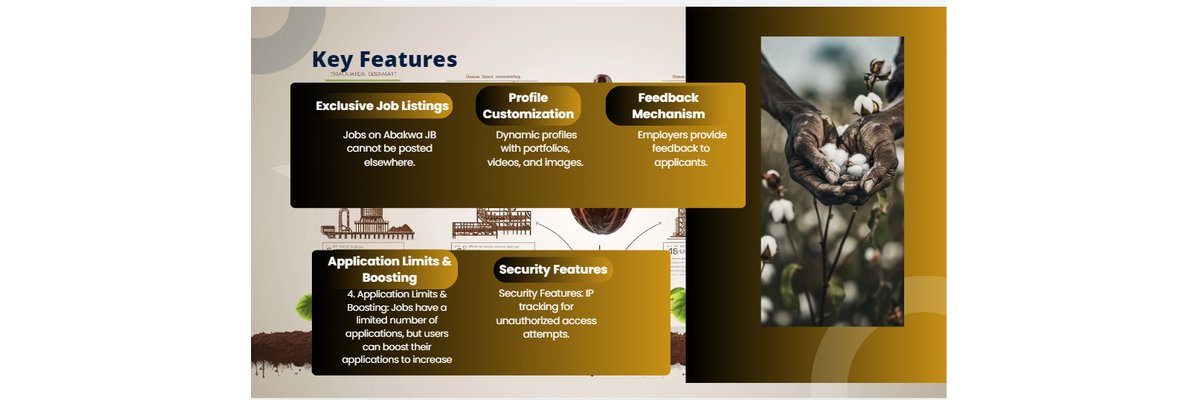 Key Features
Exclusive Job Listings
Jobs on Abakwa JB
cannot be posted
elsewhere.
Profile
Customization
Dynamic profiles
with portfolios,
videos, and images.
Feedback
Mechanism
Employers provide
feedback to
applicants.
Application Limits &
Boosting
4. Application Limits &
Boosting: Jobs have a
limited number of
applications, but users
can boost their
applications to increase
Security Features
Security Features: IP
tracking for
unauthorized access
attempts.